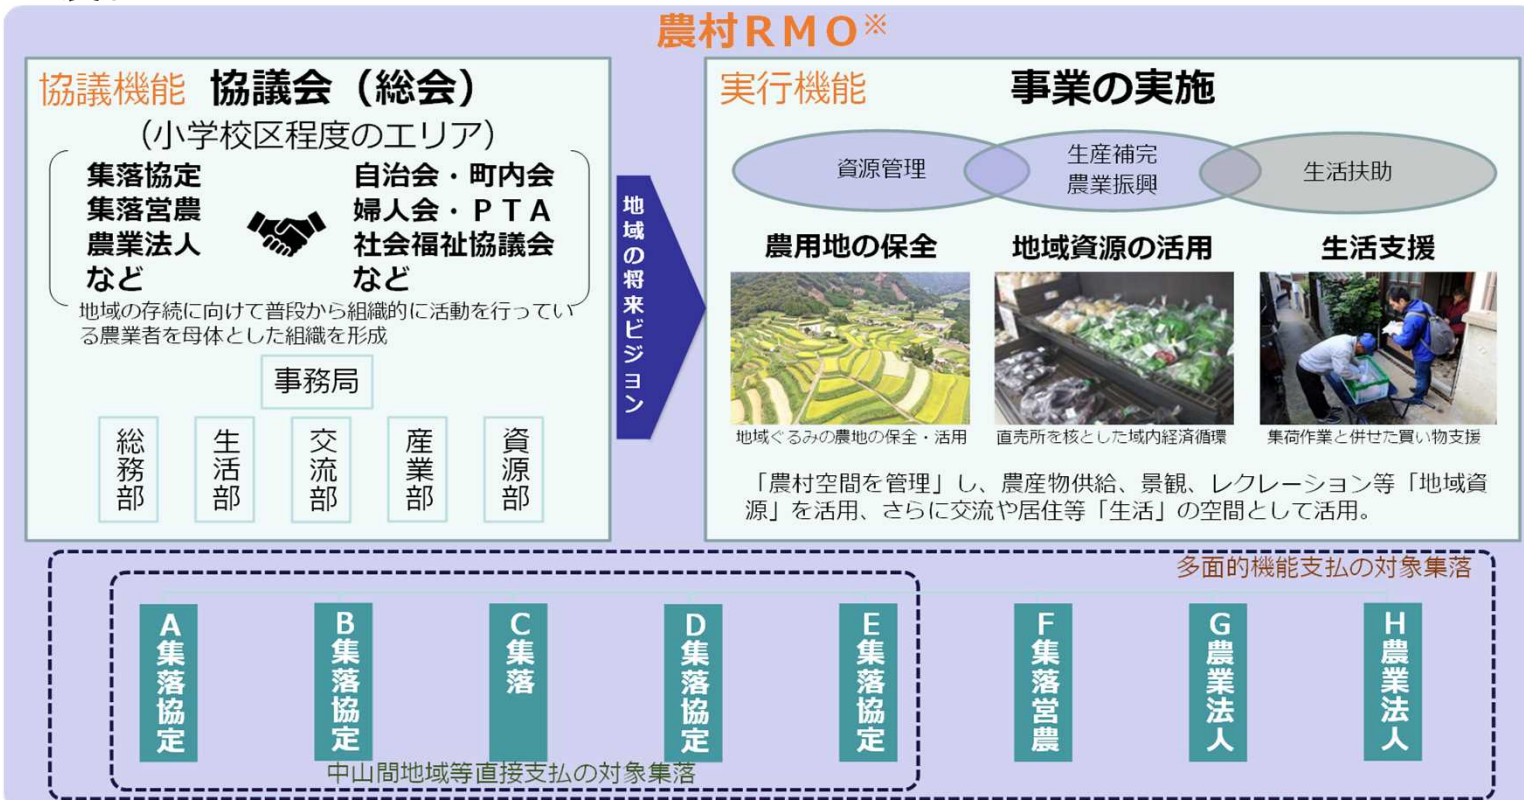 農村ＲＭＯ※
協議機能 協議会（総会）
（小学校区程度のエリア）
集落協定
集落営農
農業法人
など
自治会・町内会
婦人会・ＰＴＡ
社会福祉協議会
など
地域の存続に向けて普段から組織的に活動を行ってい
る農業者を母体とした組織を形成
事務局
総務部
生活部
交流部
産業部
資源部
地域の将来ビジョン
実行機能 事業の実施
資源管理
生産補完
農業振興
生活扶助
農用地の保全
地域資源の活用
生活支援
地域ぐるみの農地の保全・活用
直売所を核とした域内経済循環
集荷作業と併せた買い物支援
「農村空間を管理」し、農産物供給、景観、レクレーション等「地域資
源」を活用、さらに交流や居住等「生活」の空間として活用。
多面的機能支払の対象集落
A集落協定
B集落協定
C集落
D集落協定
E集落協定
F集落営農
G農業法人
H農業法人
中山間地域等直接支払の対象集落